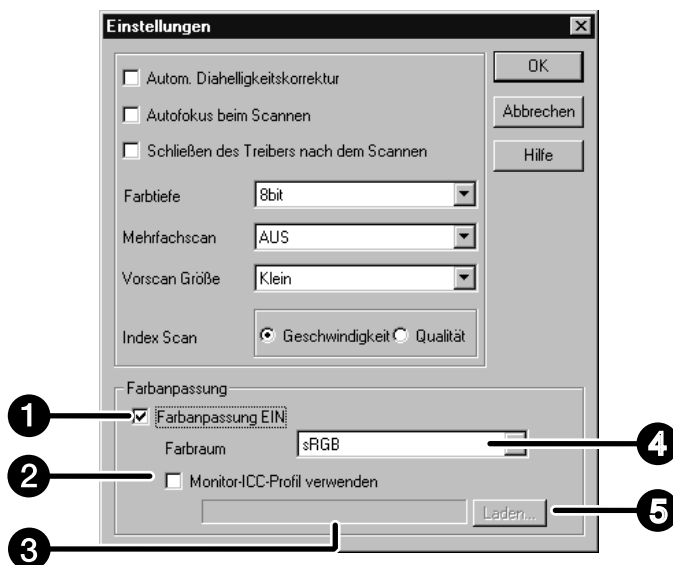 Einstellungen
OK
Autom. Diahelligkeitskorrektur
Abbrechen
Autofokus beim Scannen
Schließen des Treibers nach dem Scannen
Hilfe
Farbtiefe 8bit
Mehrfachscan AUS
Vorscan Größe Klein
Index Scan Geschwindigkeit Qualität
Farbanpassung
1 Farbanpassung EIN
Farbraum sRGB 4
2 Monitor-ICC-Profil verwenden
Laden... 5
3